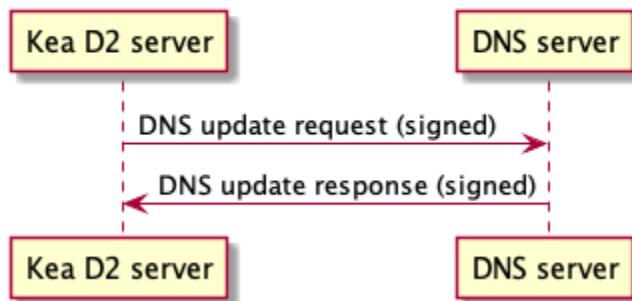 Kea D2 server
DNS server
DNS update request (signed)
DNS update response (signed)
Kea D2 server
DNS server